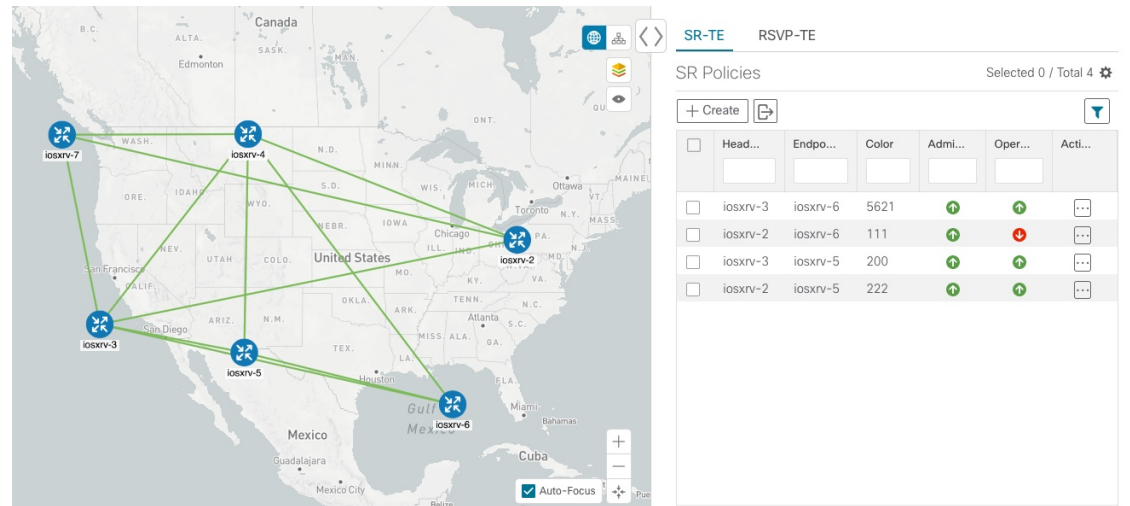 B.C.
ALTA.
Canada
SASK.
MAN.
Edmonton
ONT.
QU
WASH.
iosxrv-7
iosxrv-4
N.D.
MINN.
S.D.
WIS.
MICH.
Ottawa
MAINE
VT.
ORE.
IDAHO
WYO.
Toronto
N.Y.
MASS.
NEBR.
IOWA
Chicago
PA.
ILL.
IND.
OHIO
N.J.
NEV.
UTAH
COLO.
United States
iosxrv-2
MD.
San Francisco
MO.
KY.
VA.
CALIF.
OKLA.
TENN.
N.C.
ARK.
Atlanta
San Diego
ARIZ.
N.M.
S.C.
iosxrv-3
MISS.
ALA.
GA.
TEX.
LA.
iosxrv-5
Houston
FLA.
Gulf
Miami
iosxrv-6
Mexico
Bahamas
Mexico
Cuba
Guadalajara
Mexico City
Auto-Focus
Pue
Belize
SR-TE
RSVP-TE
SR Policies
Selected 0 / Total 4
+ Create
Head... Endpo... Color Admi... Oper... Acti...
iosxrv-3 iosxrv-6 5621
iosxrv-2 iosxrv-6 111
iosxrv-3 iosxrv-5 200
iosxrv-2 iosxrv-5 222